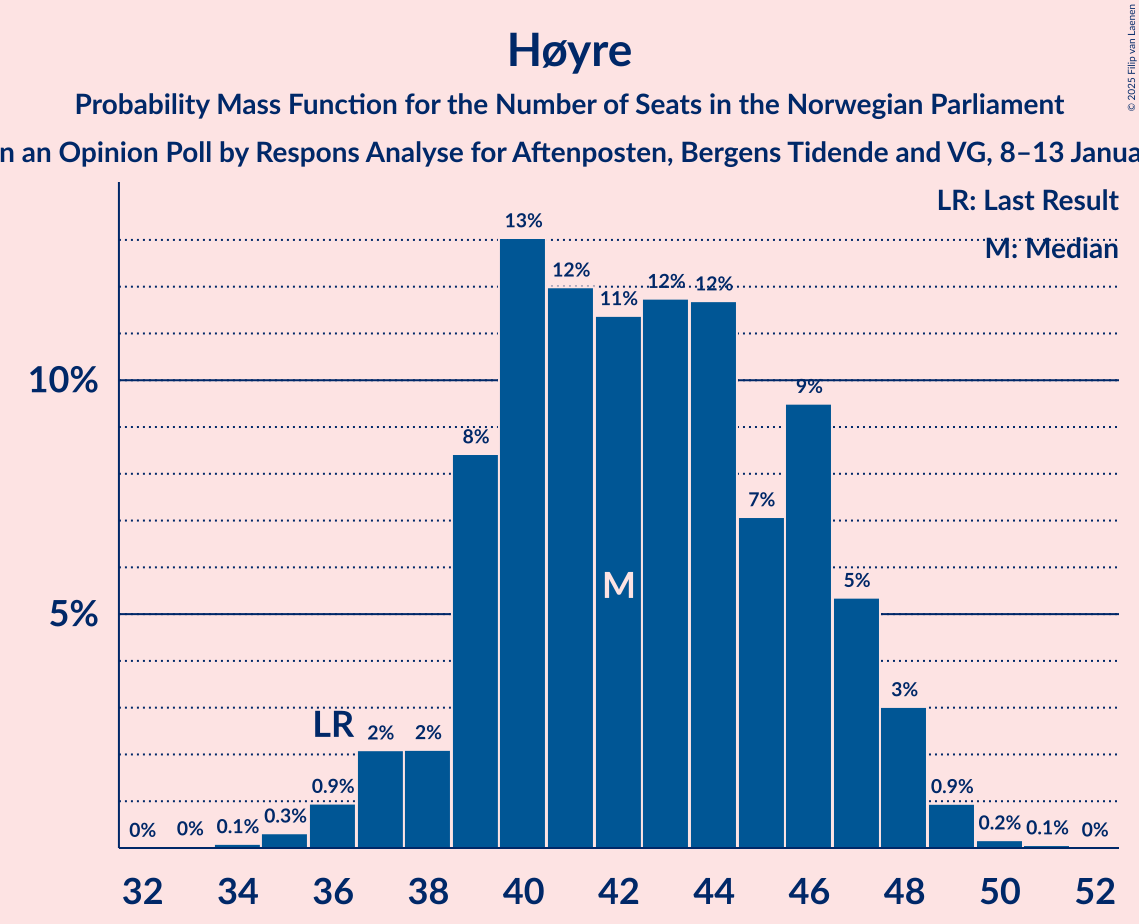 Høyre
Probability Mass Function for the Number of Seats in the Norwegian Parliament
n an Opinion Poll by Respons Analyse for Aftenposten, Bergens Tidende and VG, 8–13 Janua
© 2025 Filip van Laenen
LR: Last Result
M: Median
13%
12%
11%
12%
12%
10%
9%
8%
7%
5%
5%
M
LR
3%
2%
2%
0.9%
0.9%
0%
0%
0.1%
0.3%
0.2%
0.1%
0%
32 34 36 38 40 42 44 46 48 50 52